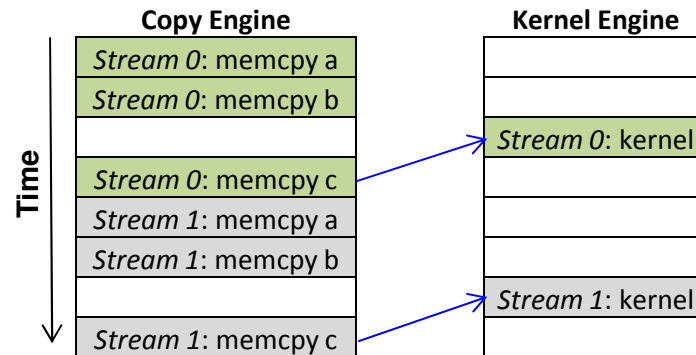 Copy Engine
Kernel Engine
Time
Stream 0: memcpy a
Stream 0: memcpy b
Stream 0: kernel
Stream 0: memcpy c
Stream 1: memcpy a
Stream 1: memcpy b
Stream 1: kernel
Stream 1: memcpy c